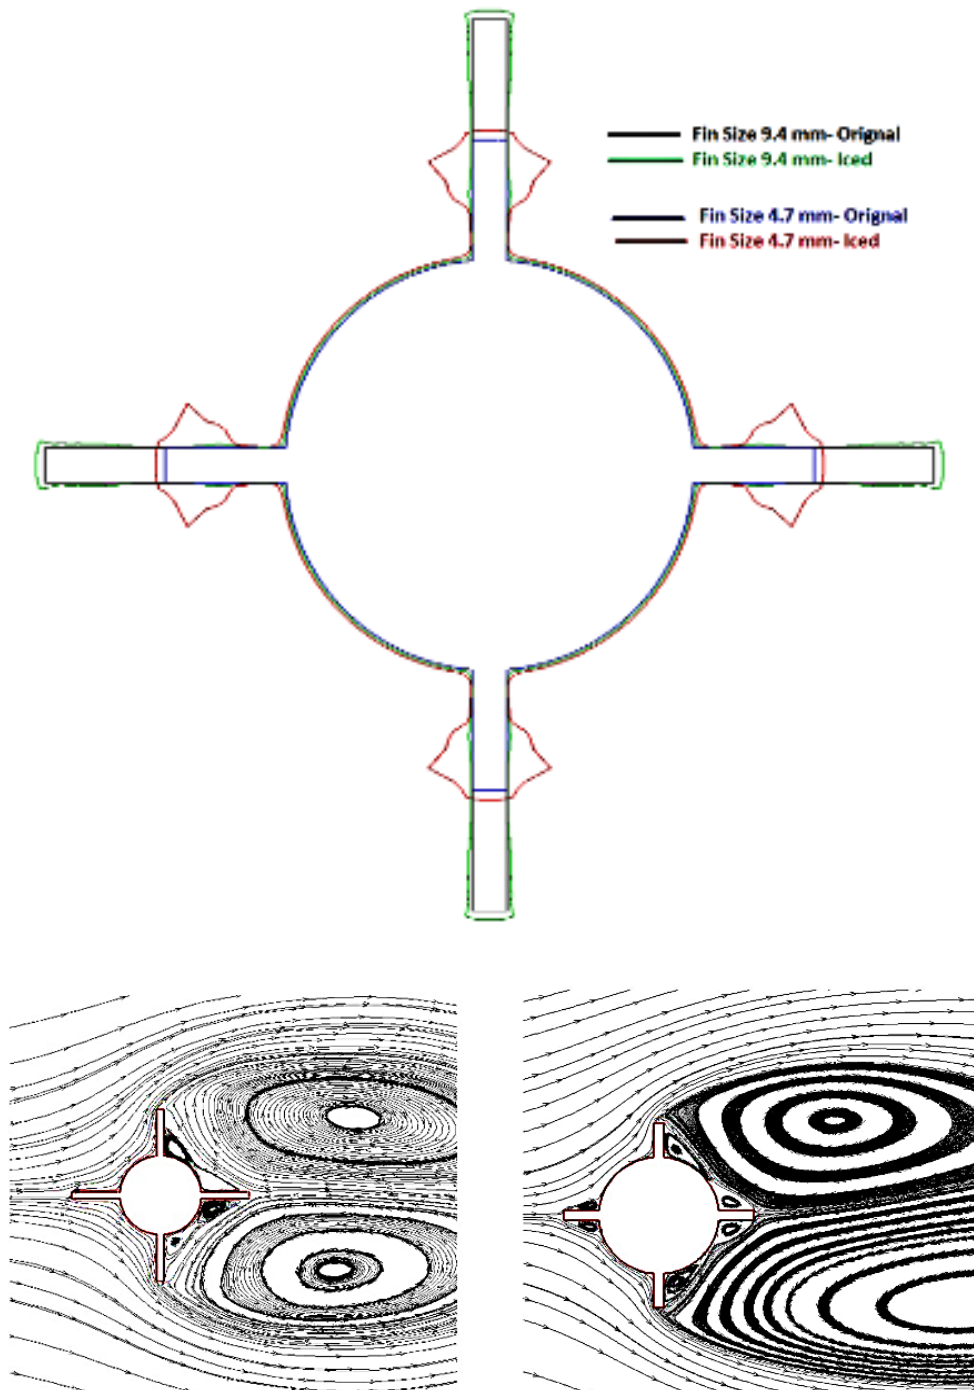 Fin Size 9.4 mm- Orignal
Fin Size 9.4 mm- Iced
Fin Size 4.7 mm- Orignal
Fin Size 4.7 mm- Iced